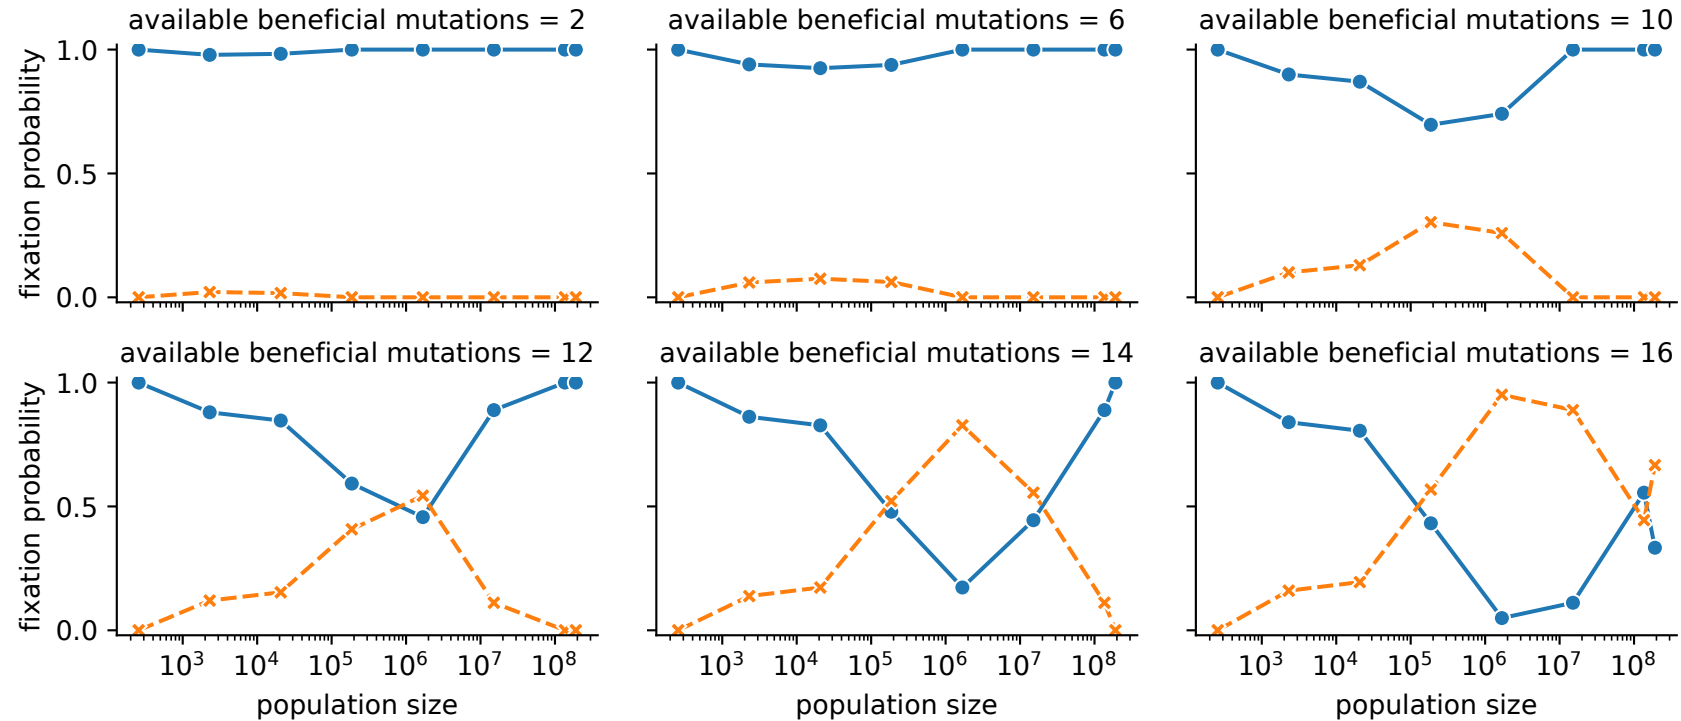 available beneficial mutations = 2
available beneficial mutations = 6
available beneficial mutations = 10
fixation probability
1.0
0.5
0.0
available beneficial mutations = 12
available beneficial mutations = 14
available beneficial mutations = 16
fixation probability
1.0
0.5
0.0
10³ 10⁴ 10⁵ 10⁶ 10⁷ 10⁸
10³ 10⁴ 10⁵ 10⁶ 10⁷ 10⁸
10³ 10⁴ 10⁵ 10⁶ 10⁷ 10⁸
population size
population size
population size